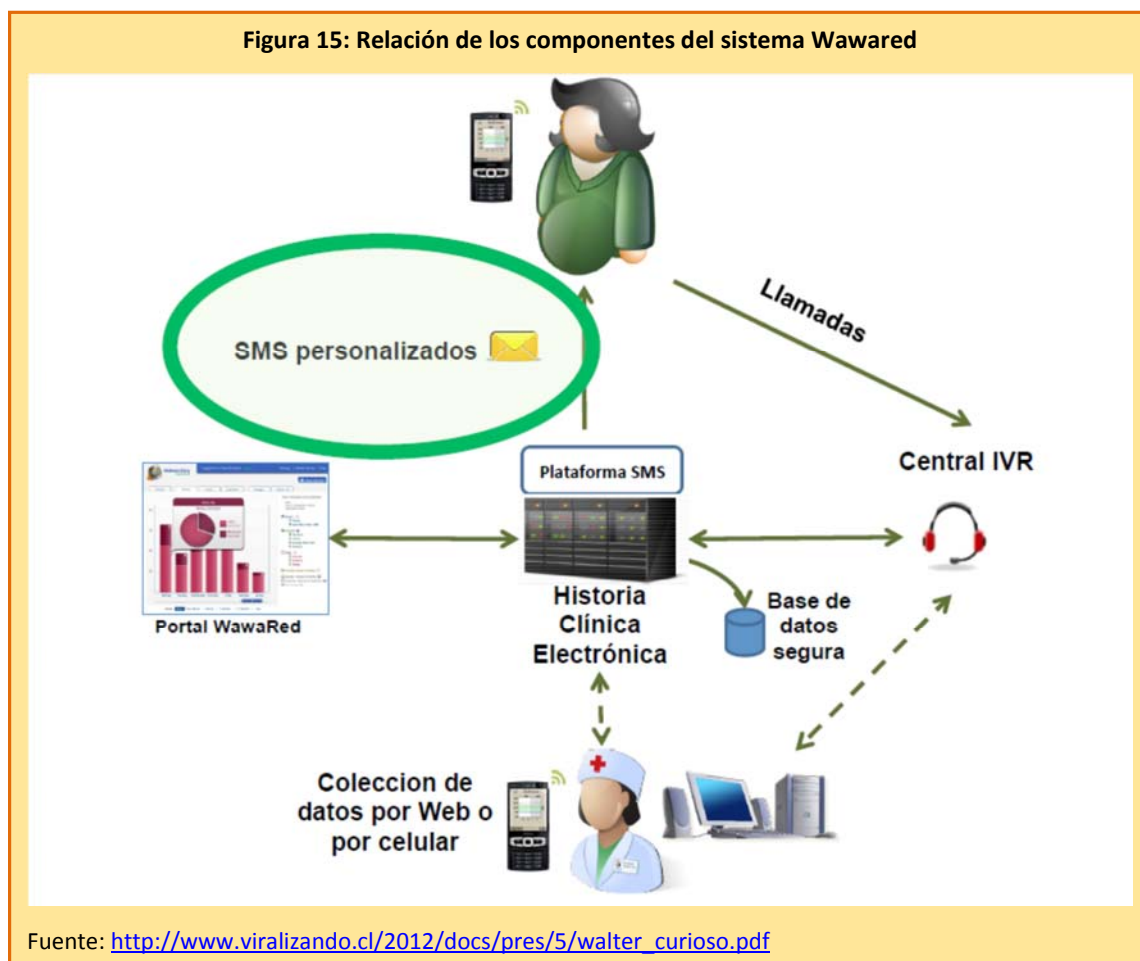 Figura 15: Relación de los componentes del sistema Wawared
Llamadas
SMS personalizados
Plataforma SMS
Central IVR
Historia
Clínica
Electrónica
Base de
datos
segura
Portal WawaRed
Coleccion de
datos por Web o
por celular
Fuente: http://www.viralizando.cl/2012/docs/pres/5/walter_curioso.pdf